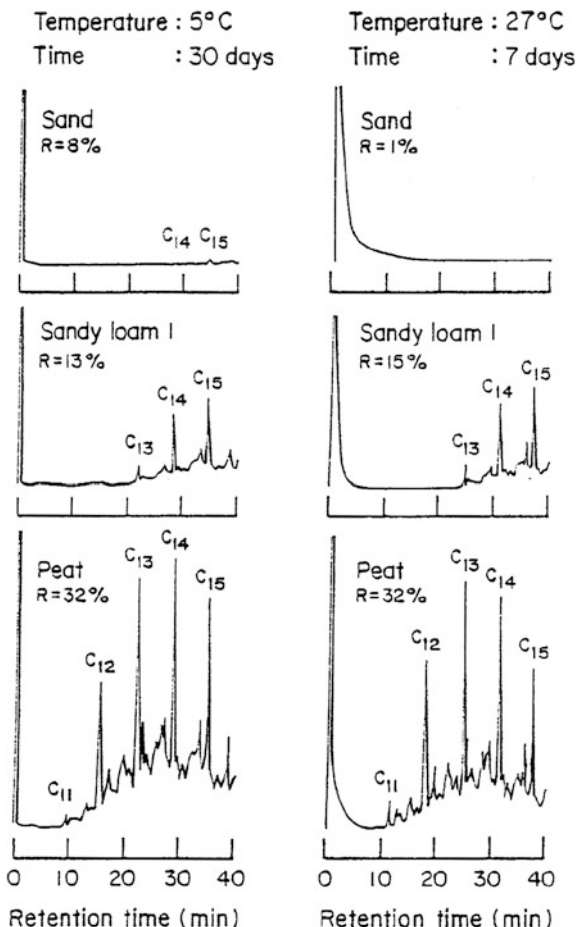 Temperature : 5°C
Time : 30 days
Sand
R=8%
C14 C15
Sandy loam I
R=13%
C13
C14
C15
Peat
R=32%
C11
C12
C13
C14
C15
0 10 20 30 40
Retention time (min)
Temperature : 27°C
Time : 7 days
Sand
R=1%
Sandy loam I
R=15%
C13
C14
C15
Peat
R=32%
C11
C12
C13
C14
C15
0 10 20 30 40
Retention time (min)